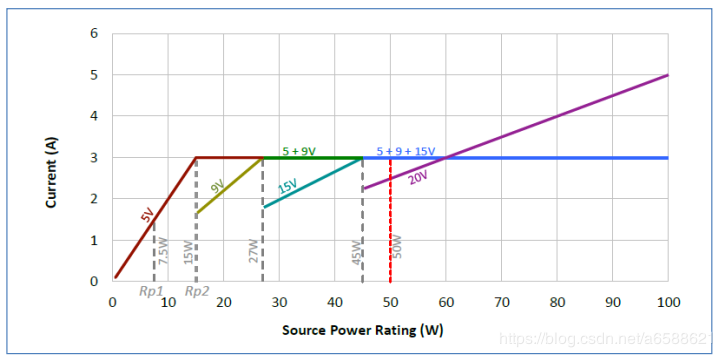 6
5
4
3
2
1
0
Current (A)
5V
9V
5 + 9V
15V
5 + 9 + 15V
20V
7.5W
15W
27W
45W
50W
0 10 20 30 40 50 60 70 80 90 100
Rp1 Rp2
Source Power Rating (W)
https://blog.csdn.net/a6588621